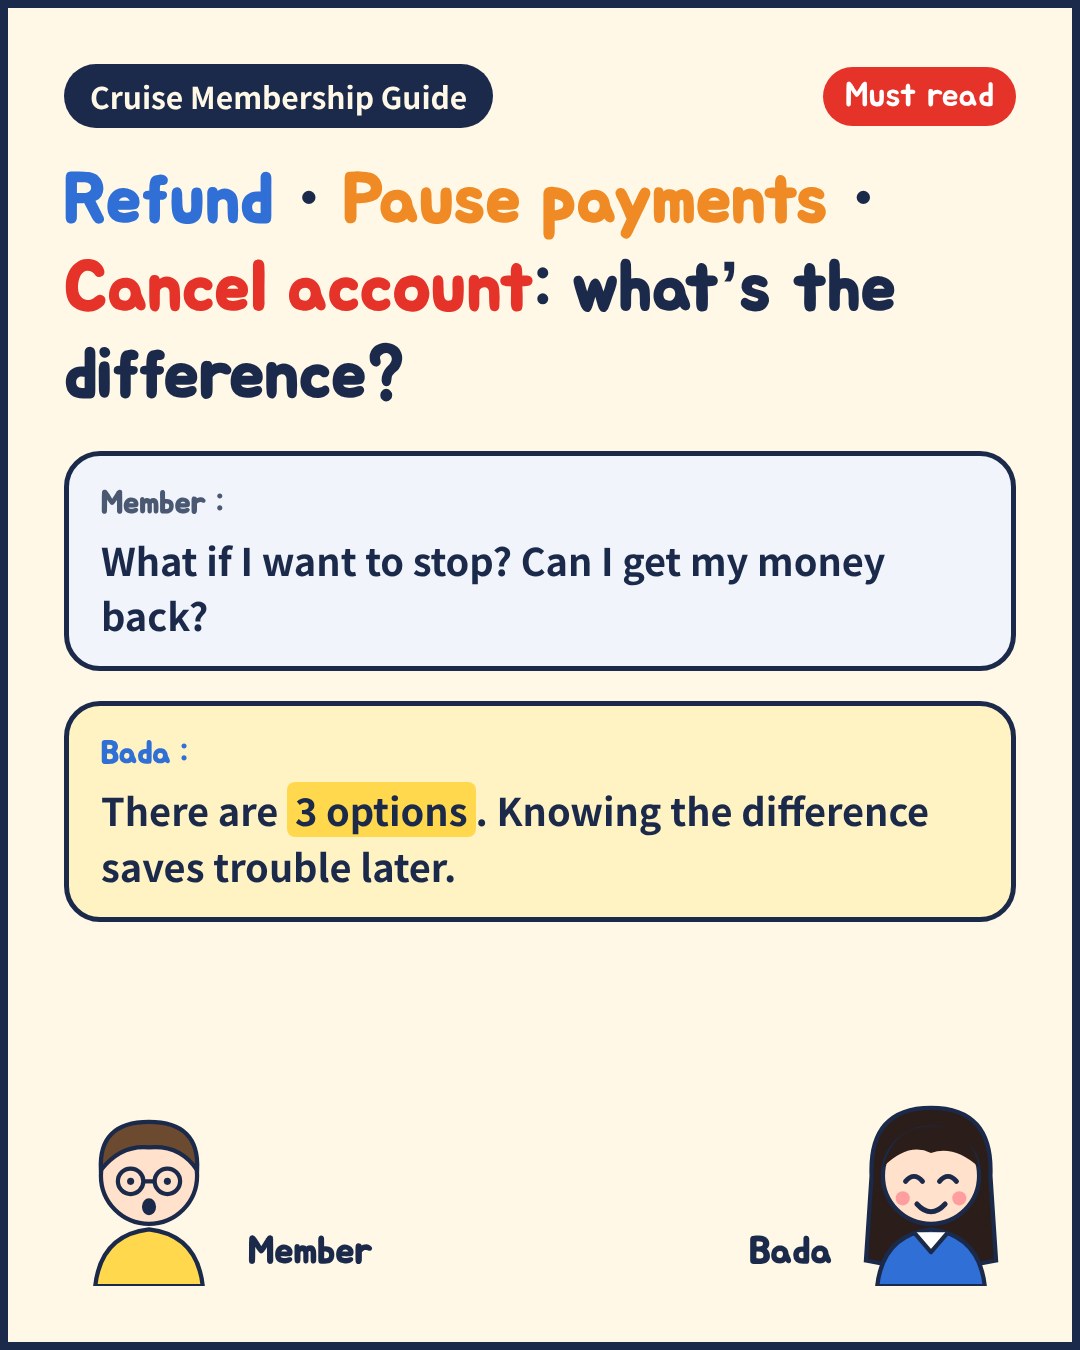 Cruise Membership Guide
Must read
Refund · Pause payments ·
Cancel account: what’s the
difference?
Member :
What if I want to stop? Can I get my money
back?
Bada :
There are 3 options. Knowing the difference
saves trouble later.
Member
Bada